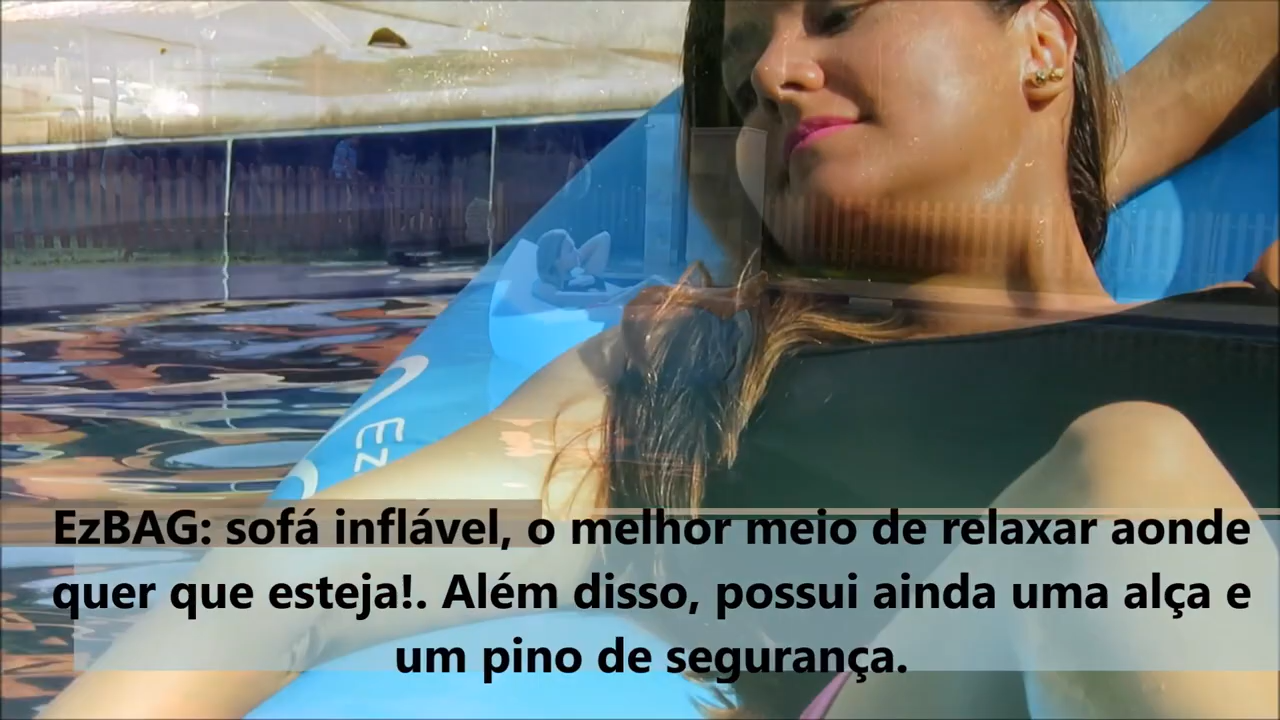 Ez
EzBAG: sofá inflável, o melhor meio de relaxar aonde
quer que esteja!. Além disso, possui ainda uma alça e
um pino de segurança.